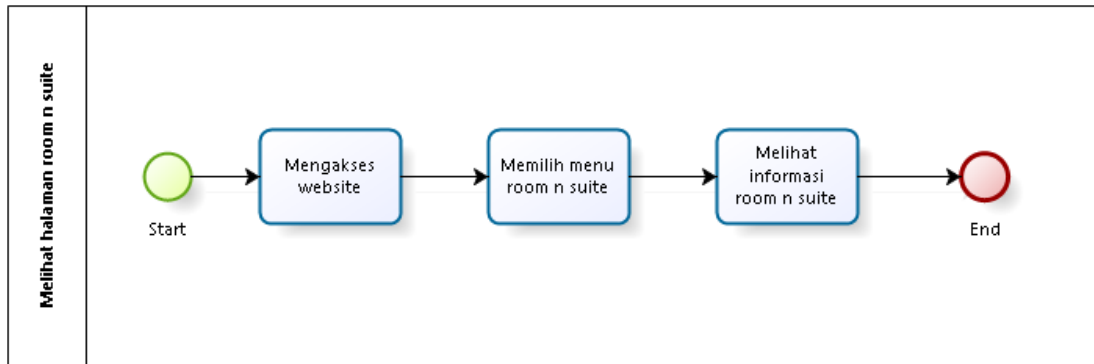 Melihat halaman room n suite
Start
Mengakses
website
Memilih menu
room n suite
Melihat
informasi
room n suite
End